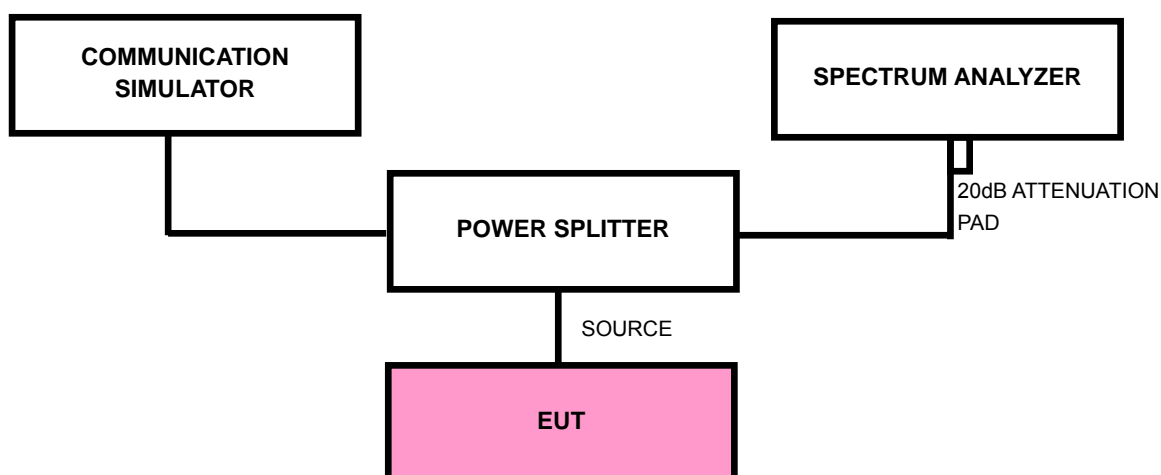 COMMUNICATION
SIMULATOR
SPECTRUM ANALYZER
20dB ATTENUATION
PAD
POWER SPLITTER
SOURCE
EUT